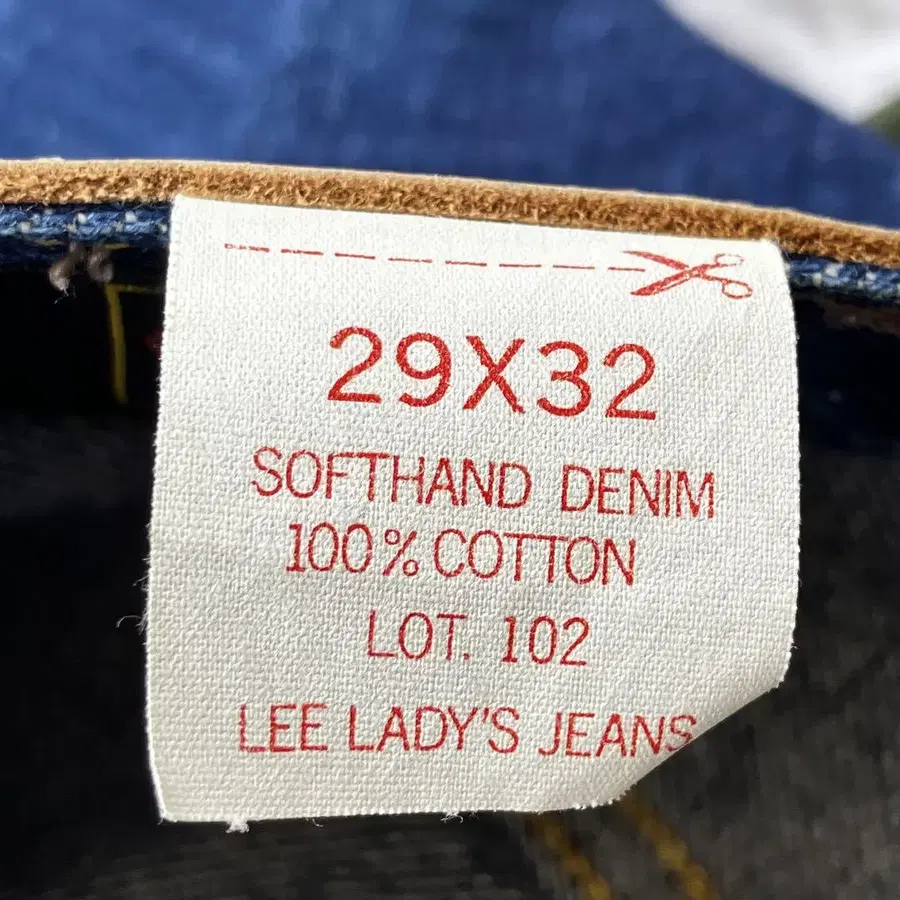 29X32
SOFTHAND DENIM
100% COTTON
LOT. 102
LEE LADY'S JEANS